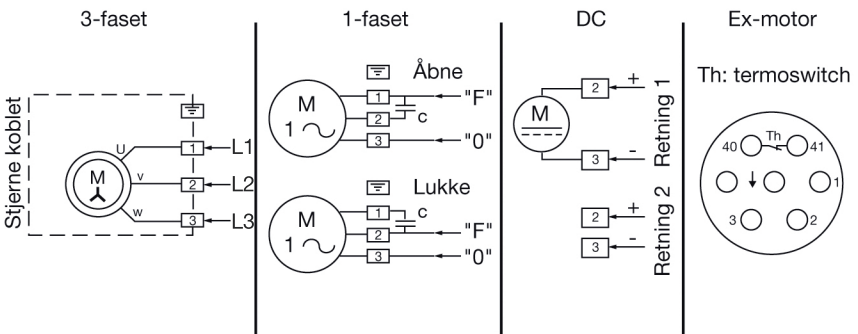 3-faset
1-faset
DC
Ex-motor
Stjerne koblet
M
U
V
W
1
2
3
L1
L2
L3
Åbne
M
1
1
2
3
c
"F"
"0"
Lukke
M
1
1
2
3
c
"F"
"0"
M
2
3
+
-
Retning 1
2
3
+
-
Retning 2
Th: termoswitch
40
Th
41
1
3
2